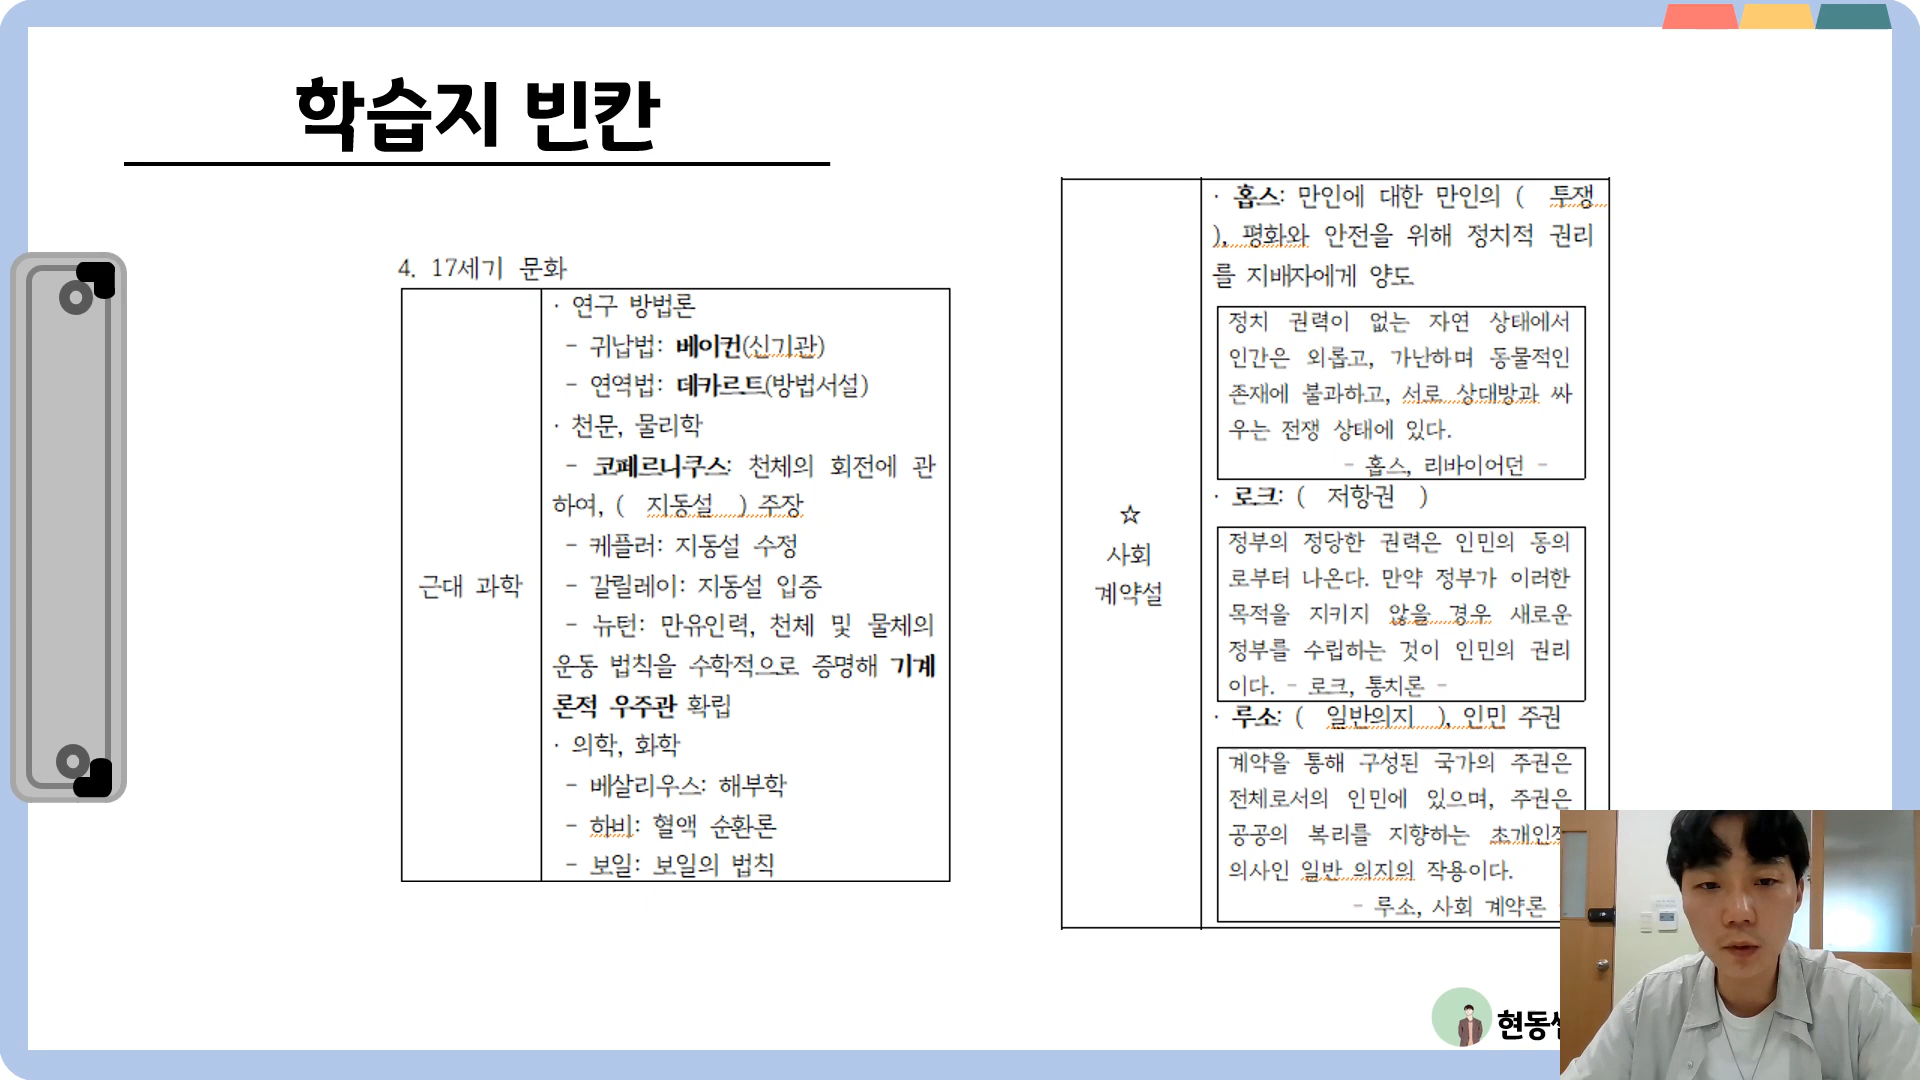 학습지 빈칸
4. 17세기 문화
근대 과학
· 연구 방법론
- 귀납법: 베이컨(신기관)
- 연역법: 데카르트(방법서설)
· 천문, 물리학
- 코페르니쿠스: 천체의 회전에 관
하여, ( 지동설 ) 주장
- 케플러: 지동설 수정
- 갈릴레이: 지동설 입증
- 뉴턴: 만유인력, 천체 및 물체의
운동 법칙을 수학적으로 증명해 기계
론적 우주관 확립
· 의학, 화학
- 베살리우스: 해부학
- 하비: 혈액 순환론
- 보일: 보일의 법칙
☆
사회
계약설
· 홉스: 만인에 대한 만인의 ( 투쟁
), 평화와 안전을 위해 정치적 권리
를 지배자에게 양도
정치 권력이 없는 자연 상태에서
인간은 외롭고, 가난하며 동물적인
존재에 불과하고, 서로 상대방과 싸
우는 전쟁 상태에 있다.
- 홉스, 리바이어던 -
· 로크: ( 저항권 )
정부의 정당한 권력은 인민의 동의
로부터 나온다. 만약 정부가 이러한
목적을 지키지 않을 경우 새로운
정부를 수립하는 것이 인민의 권리
이다. - 로크, 통치론 -
· 루소: ( 일반의지 ), 인민 주권
계약을 통해 구성된 국가의 주권은
전체로서의 인민에 있으며, 주권은
공공의 복리를 지향하는
의사인 일반 의지의 작용이다.
- 루소, 사회 계약론